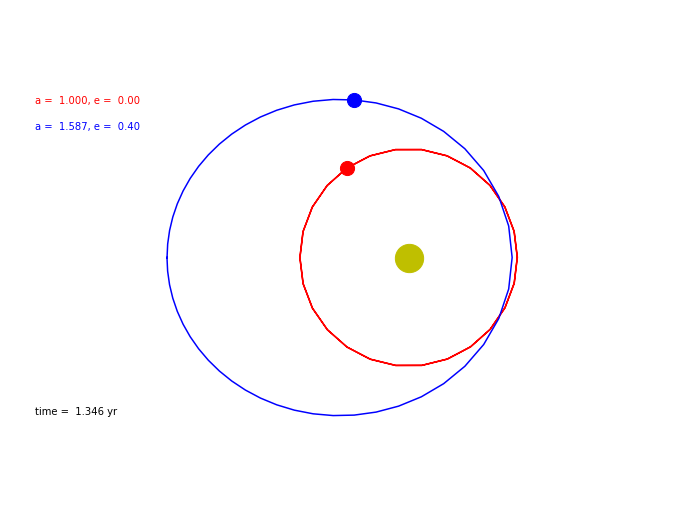 a =  1.000, e =  0.00
a =  1.587, e =  0.40
time =  1.346 yr